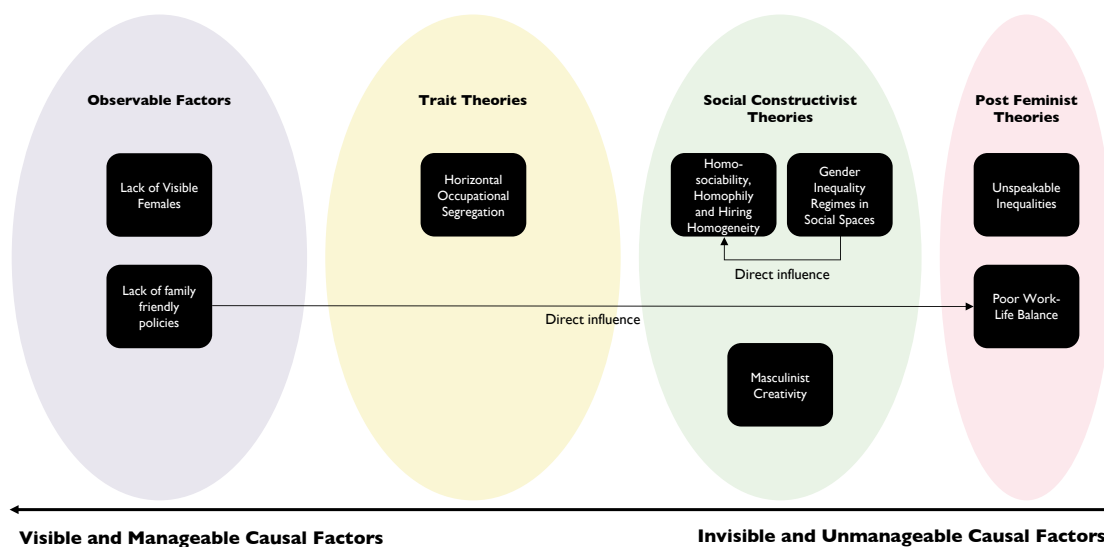 Observable Factors
Trait Theories
Social Constructivist
Theories
Post Feminist
Theories
Lack of Visible
Females
Horizontal
Occupational
Segregation
Homo-
sociability,
Homophily
and Hiring
Homogeneity
Gender
Inequality
Regimes in
Social Spaces
Unspeakable
Inequalities
Direct influence
Lack of family
friendly
policies
Direct influence
Poor Work-
Life Balance
Masculinist
Creativity
Visible and Manageable Causal Factors
Invisible and Unmanageable Causal Factors